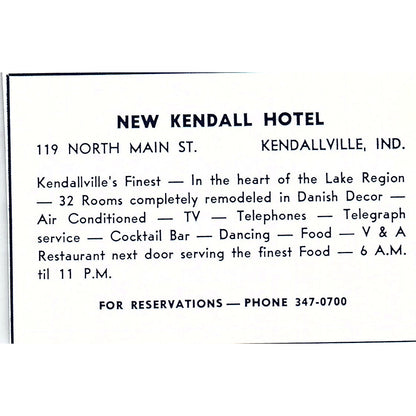 NEW KENDALL HOTEL
119 NORTH MAIN ST. KENDALLVILLE, IND.
Kendallville's Finest — In the heart of the Lake Region
— 32 Rooms completely remodeled in Danish Decor —
Air Conditioned — TV — Telephones — Telegraph
service — Cocktail Bar — Dancing — Food — V & A
Restaurant next door serving the finest Food — 6 A.M.
til 11 P.M.
FOR RESERVATIONS — PHONE 347-0700